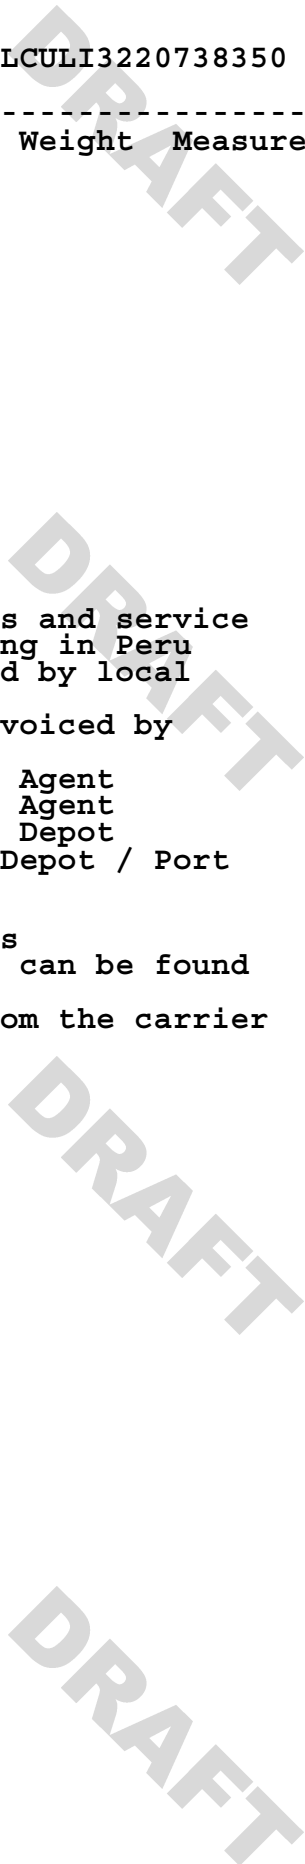 LCULI3220738350
----------------
Weight Measure
DRAFT
s and service
ng in Peru
d by local
voiced by
Agent
Agent
Depot
Depot / Port
DRAFT
s
can be found
om the carrier
DRAFT
DRAFT